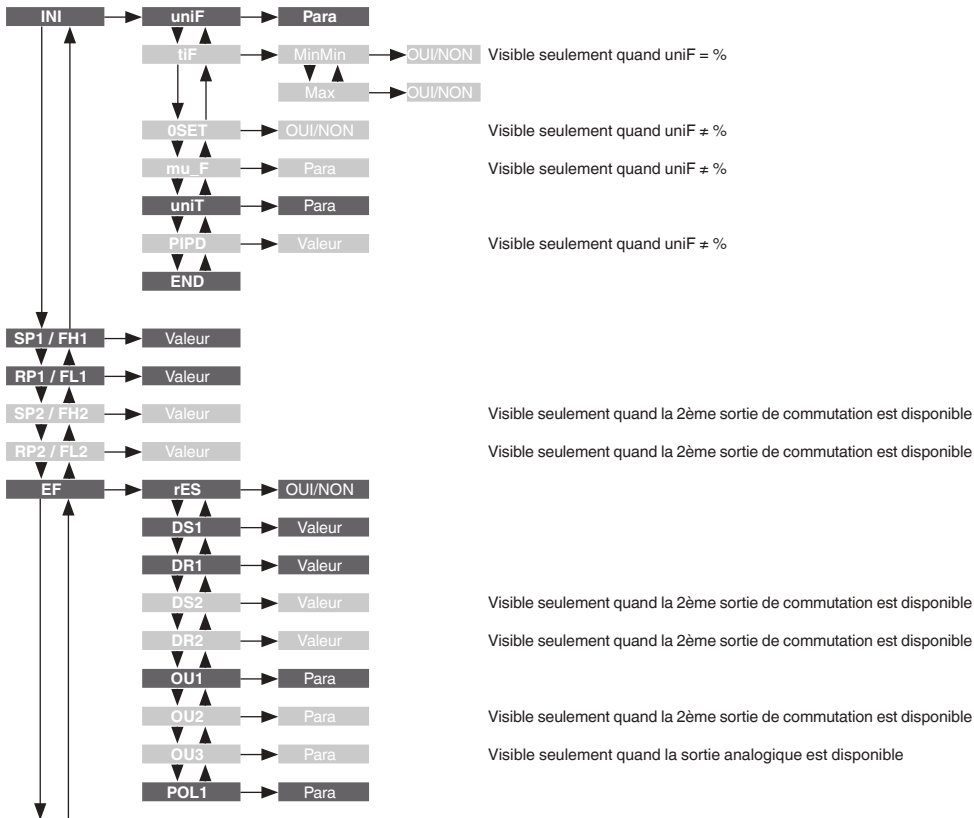 INI uniF Para
tiF MinMin OUI/NON Visible seulement quand uniF = %
Max OUI/NON
0SET OUI/NON Visible seulement quand uniF ≠ %
mu_F Para Visible seulement quand uniF ≠ %
uniT Para
PIPD Valeur Visible seulement quand uniF ≠ %
END
SP1 / FH1 Valeur
RP1 / FL1 Valeur
SP2 / FH2 Valeur Visible seulement quand la 2ème sortie de commutation est disponible
RP2 / FL2 Valeur Visible seulement quand la 2ème sortie de commutation est disponible
EF rES OUI/NON
DS1 Valeur
DR1 Valeur
DS2 Valeur Visible seulement quand la 2ème sortie de commutation est disponible
DR2 Valeur Visible seulement quand la 2ème sortie de commutation est disponible
OU1 Para
OU2 Para Visible seulement quand la 2ème sortie de commutation est disponible
OU3 Para Visible seulement quand la sortie analogique est disponible
POL1 Para